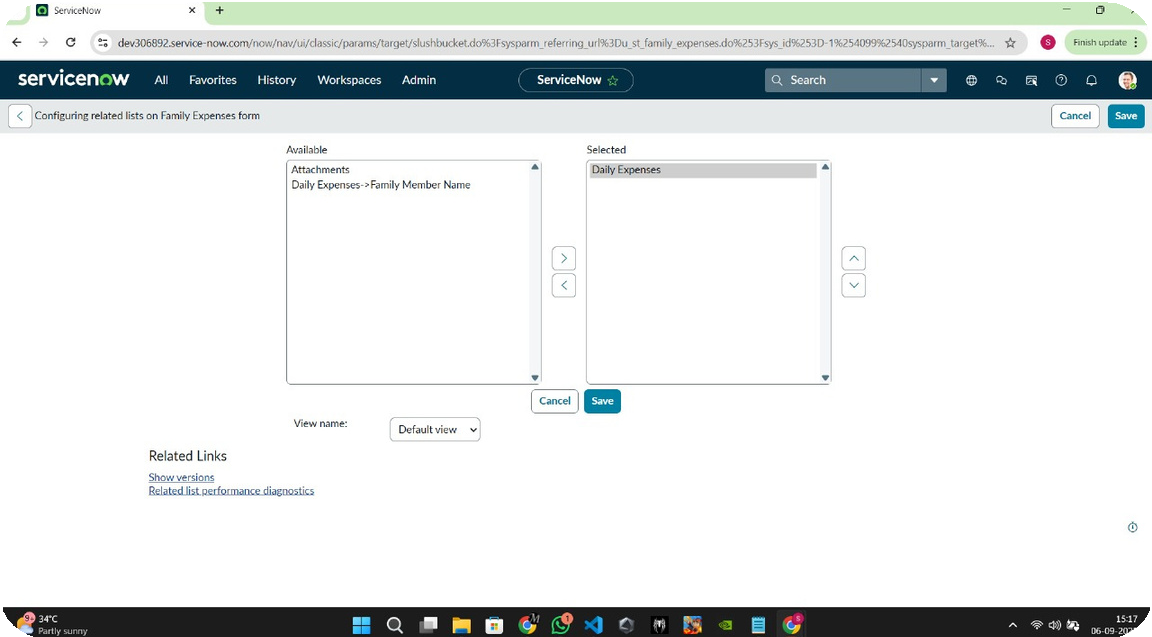 ServiceNow
dev306892.service-now.com/now/nav/ui/classic/params/target/slushbucket.do%3Fsysparm_referring_url%3Du_st_family_expenses.do%253Fsys_id%253D-1%254099%2540sysparm_target%...
S
Finish update
servicenow
All Favorites History Workspaces Admin
ServiceNow
Search
Configuring related lists on Family Expenses form
Cancel Save
Available Selected
Attachments Daily Expenses
Daily Expenses->Family Member Name
Cancel Save
View name: Default view
Related Links
Show versions
Related list performance diagnostics
34°C
Partly sunny
15:17